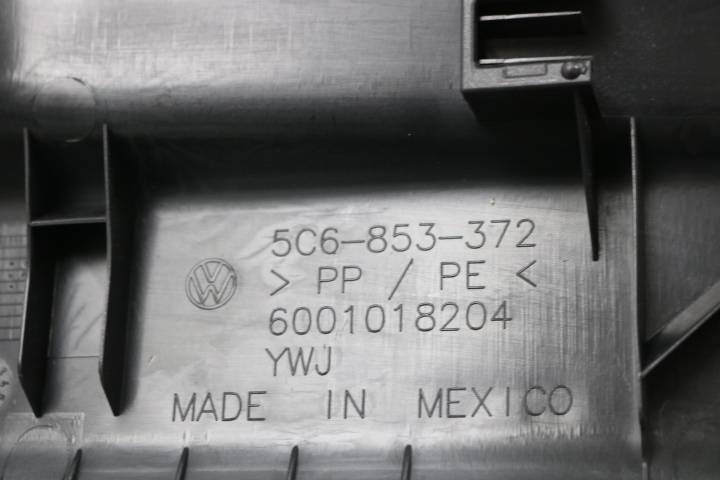 5C6-853-372
> PP / PE <
6001018204
YWJ
MADE IN MEXICO